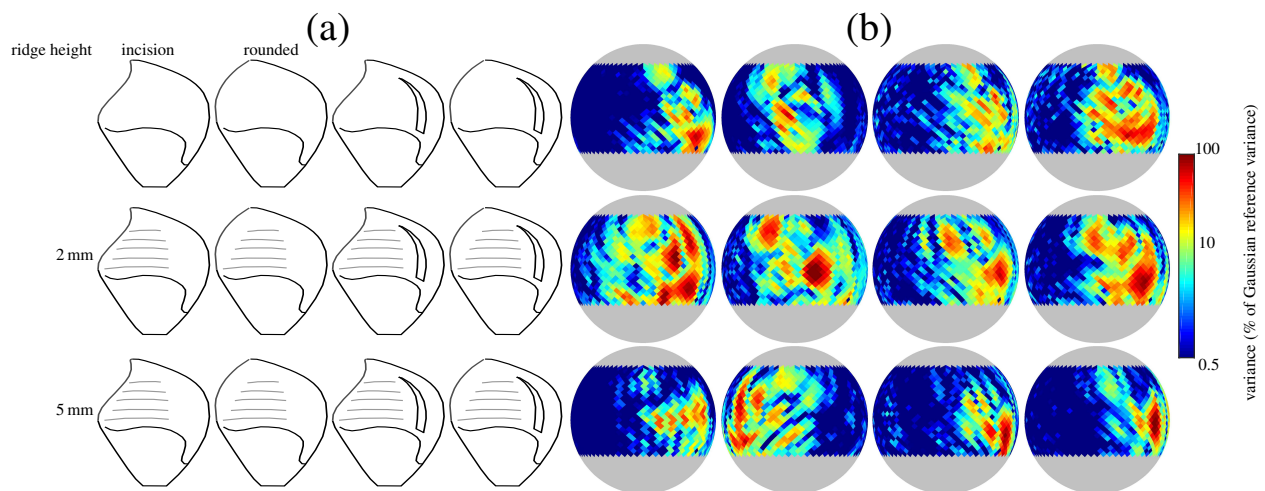 (a) (b)
ridge height incision rounded
2 mm
5 mm
100
10
0.5
variance (% of Gaussian reference variance)